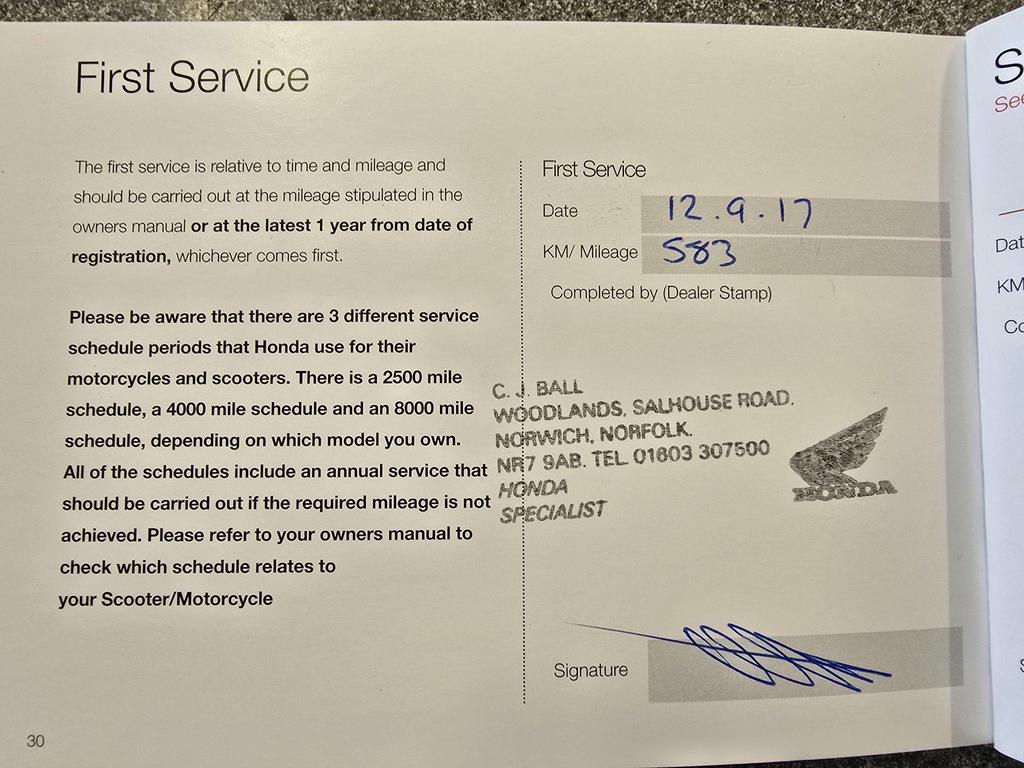 First Service
The first service is relative to time and mileage and
should be carried out at the mileage stipulated in the
owners manual or at the latest 1 year from date of
registration, whichever comes first.
Please be aware that there are 3 different service
schedule periods that Honda use for their
motorcycles and scooters. There is a 2500 mile
schedule, a 4000 mile schedule and an 8000 mile
schedule, depending on which model you own.
All of the schedules include an annual service that
should be carried out if the required mileage is not
achieved. Please refer to your owners manual to
check which schedule relates to
your Scooter/Motorcycle
30
First Service
Date 12.9.17
KM/ Mileage 583
Completed by (Dealer Stamp)
C. J. BALL
WOODLANDS, SALHOUSE ROAD,
NORWICH, NORFOLK.
NR7 9AB. TEL 01603 307500
HONDA
SPECIALIST
HONDA
Signature